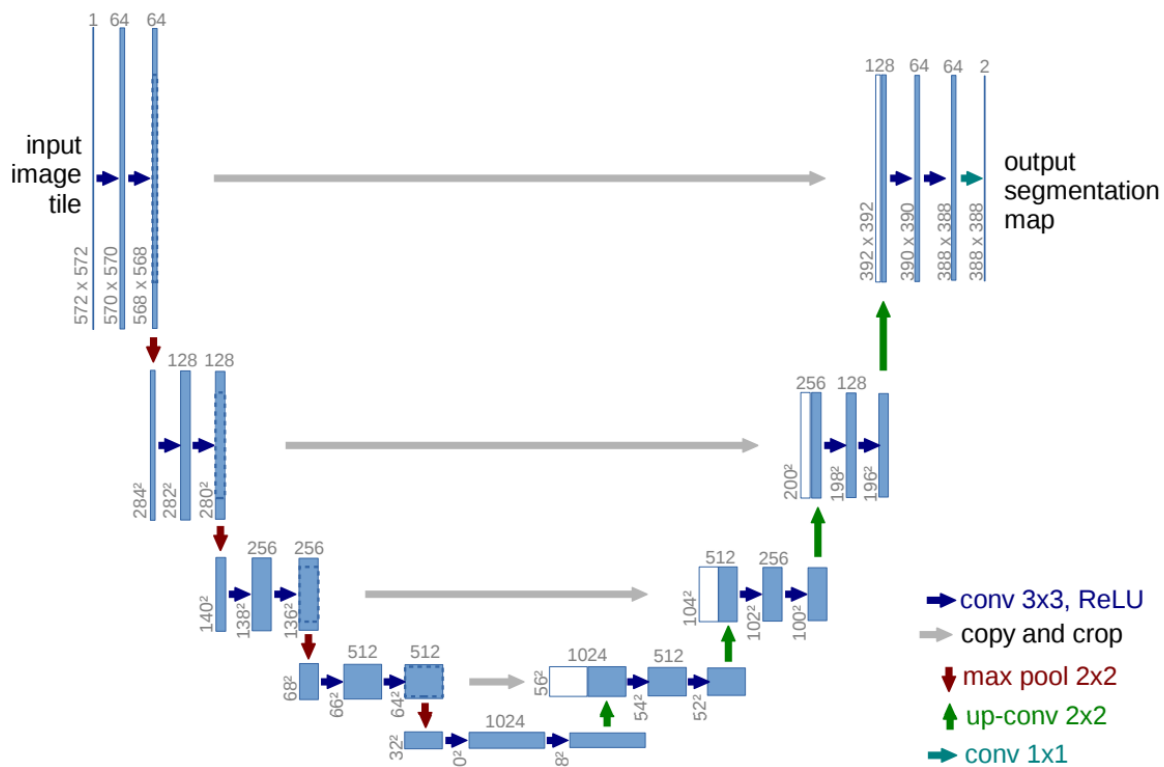 1 64 64
input
image
tile
572 x 572
570 x 570
568 x 568
128 64 64 2
output
segmentation
map
392 x 392
390 x 390
388 x 388
388 x 388
128 128
284²
282²
280²
256 128
200²
198²
196²
256 256
140²
138²
136²
512 256
104²
102²
100²
512 512
68²
66²
64²
1024 512
56²
54²
52²
1024
32²
0²
8²
conv 3x3, ReLU
copy and crop
max pool 2x2
up-conv 2x2
conv 1x1